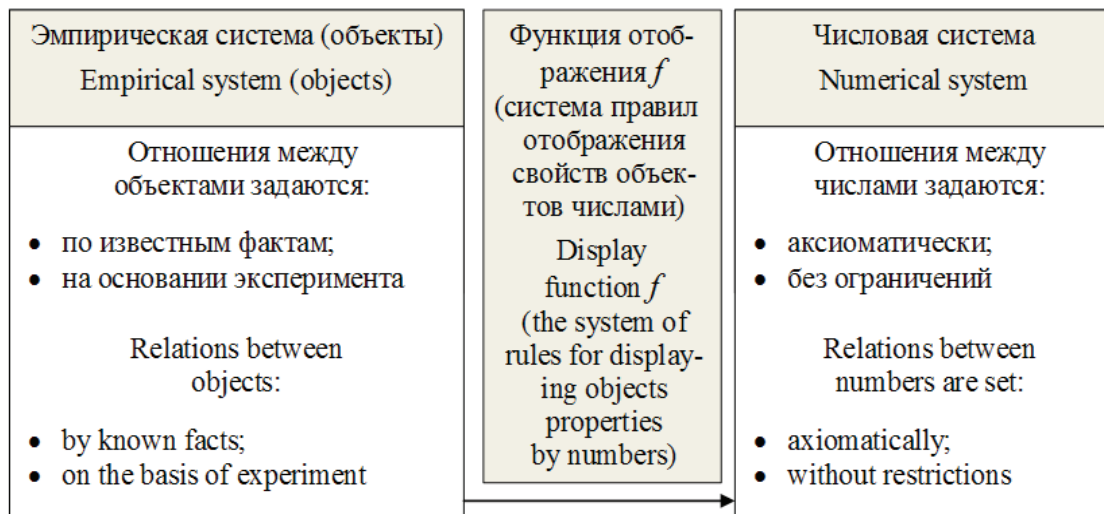 Эмпирическая система (объекты)
Empirical system (objects)
Отношения между
объектами задаются:
• по известным фактам;
• на основании эксперимента
Relations between
objects:
• by known facts;
• on the basis of experiment
Функция отоб-
ражения f
(система правил
отображения
свойств объек-
тов числами)
Display
function f
(the system of
rules for display-
ing objects
properties
by numbers)
Числовая система
Numerical system
Отношения между
числами задаются:
• аксиоматически;
• без ограничений
Relations between
numbers are set:
• axiomatically;
• without restrictions